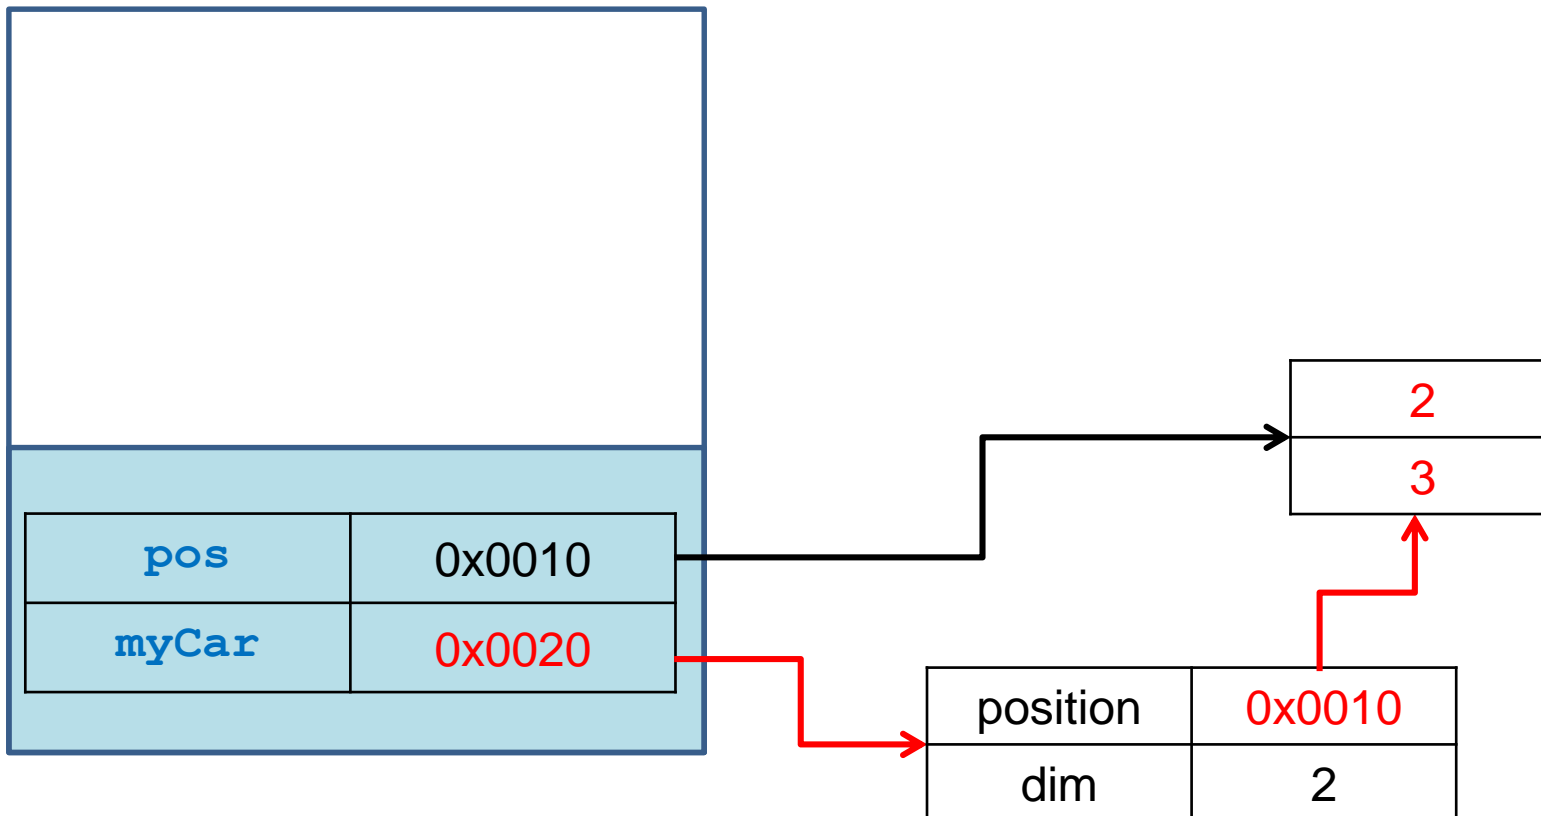 2
3
pos 0x0010
myCar 0x0020
position 0x0010
dim 2